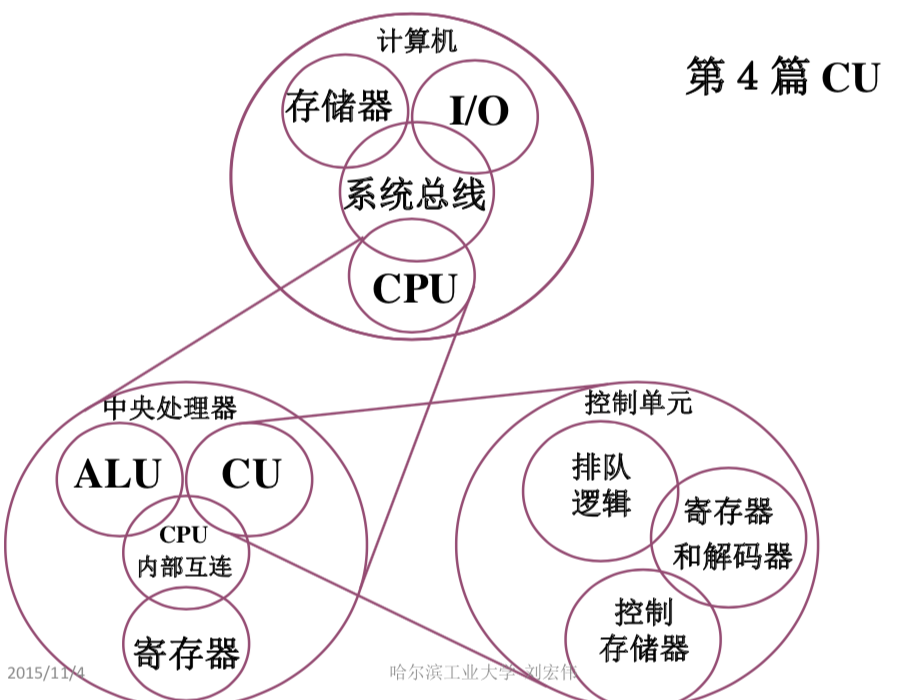 计算机
第 4 篇 CU
存储器
I/O
系统总线
CPU
中央处理器
ALU
CU
CPU
内部互连
寄存器
控制单元
排队
逻辑
寄存器
和解码器
控制
存储器
2015/11/4
哈尔滨工业大学 刘宏伟